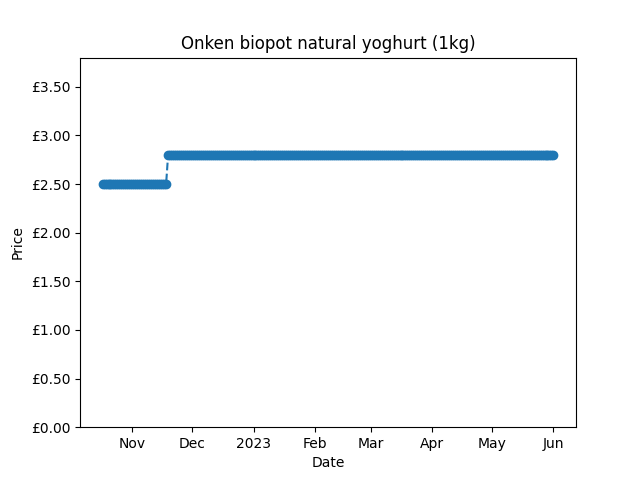 Onken biopot natural yoghurt (1kg)
£3.50
£3.00
£2.50
£2.00
£1.50
£1.00
£0.50
£0.00
Price
Nov Dec 2023 Feb Mar Apr May Jun
Date